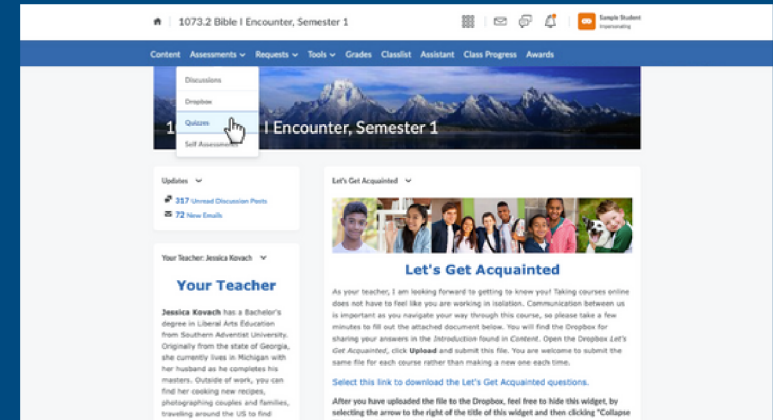 1073.2 Bible I Encounter, Semester 1
Sample Student
Impersonating
Content Assessments Requests Tools Grades Classlist Assistant Class Progress Awards
Discussions
Dropbox
Quizzes
Self Assessments
1 I Encounter, Semester 1
Updates
317 Unread Discussion Posts
72 New Emails
Your Teacher: Jessica Kovach
Your Teacher
Jessica Kovach has a Bachelor's
degree in Liberal Arts Education
from Southern Adventist University.
Originally from the state of Georgia,
she currently lives in Michigan with
her husband as he completes his
masters. Outside of work, you can
find her cooking new recipes,
photographing couples and families,
traveling around the US to find
Let's Get Acquainted
Let's Get Acquainted
As your teacher, I am looking forward to getting to know you! Taking courses online
does not have to feel like you are working in isolation. Communication between us
is important as you navigate your way through this course, so please take a few
minutes to fill out the attached document below. You will find the Dropbox for
sharing your answers in the Introduction found in Content. Open the Dropbox Let's
Get Acquainted, click Upload and submit this file. You are welcome to submit the
same file for each course rather than making a new one each time.
Select this link to download the Let's Get Acquainted questions.
After you have uploaded the file to the Dropbox, feel free to hide this widget, by
selecting the arrow to the right of the title of this widget and then clicking "Collapse